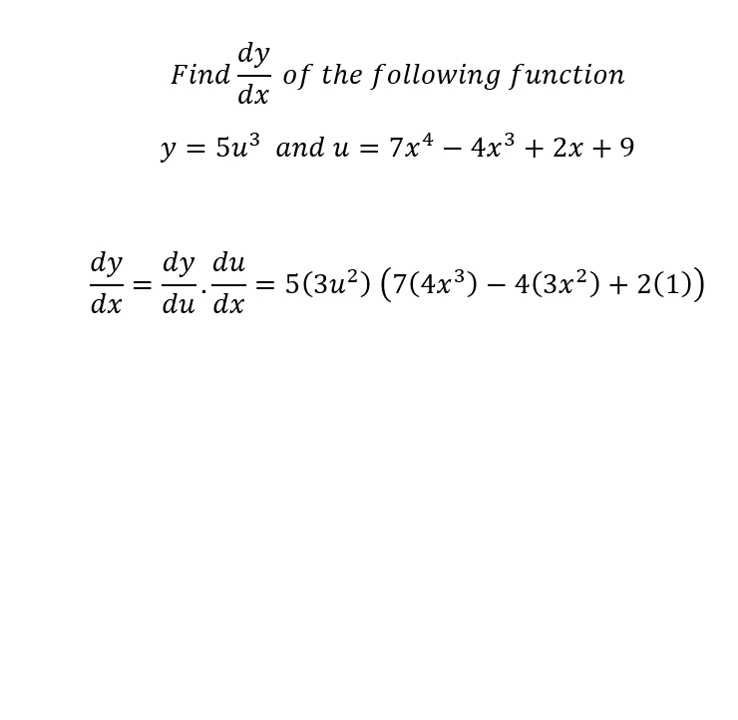 Find dy/dx of the following function
y = 5u³ and u = 7x⁴ − 4x³ + 2x + 9
dy/dx = dy/du . du/dx = 5(3u²) (7(4x³) − 4(3x²) + 2(1))